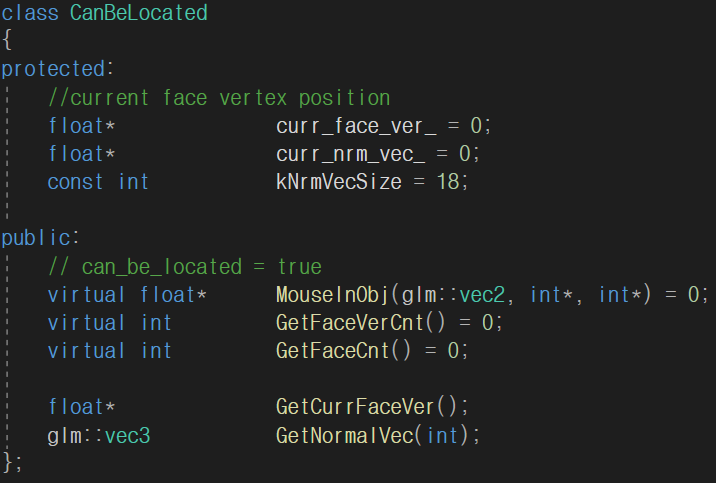 class CanBeLocated
{
protected:
    //current face vertex position
    float*          curr_face_ver_ = 0;
    float*          curr_nrm_vec_ = 0;
    const int       kNrmVecSize = 18;

public:
    // can_be_located = true
    virtual float*  MouseInObj(glm::vec2, int*, int*) = 0;
    virtual int     GetFaceVerCnt() = 0;
    virtual int     GetFaceCnt() = 0;

    float*          GetCurrFaceVer();
    glm::vec3       GetNormalVec(int);
};